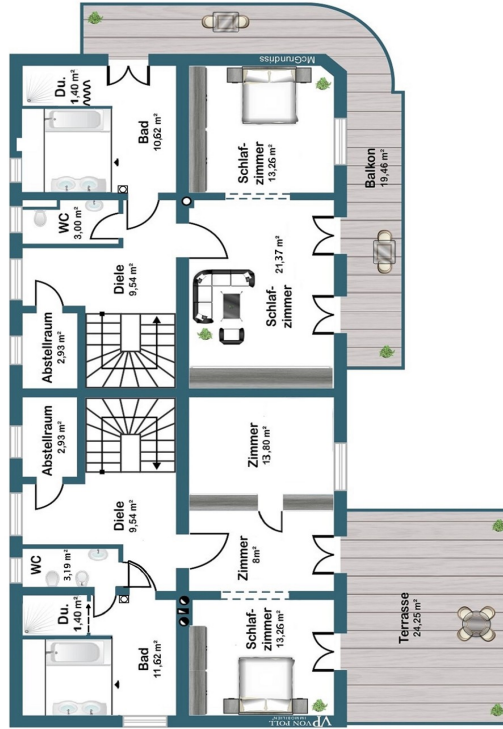 McGrundriss
Du.
1,40 m²
Bad
10,62 m²
Schlaf-
zimmer
13,26 m²
Balkon
19,46 m²
WC
3,00 m²
Diele
9,54 m²
Schlaf-
zimmer
21,37 m²
Abstellraum
2,93 m²
Abstellraum
2,93 m²
Zimmer
13,80 m²
Diele
9,54 m²
WC
3,19 m²
Zimmer
8m²
Du.
1,40 m²
Bad
11,62 m²
Schlaf-
zimmer
13,26 m²
Terrasse
24,25 m²
VP VON POLL
IMMOBILIEN